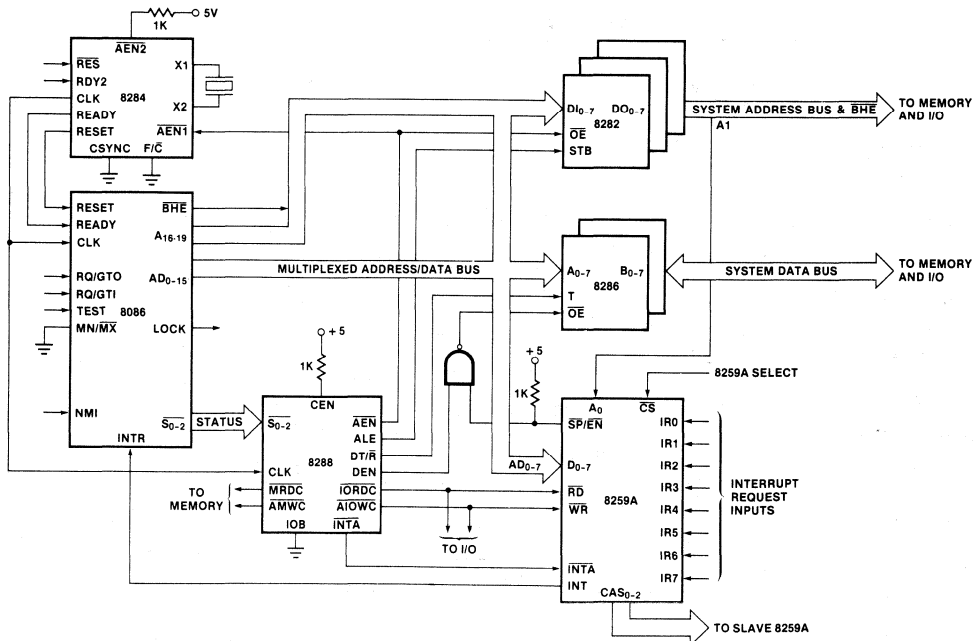 1K
5V
AEN2
RES
RDY2
CLK
READY
RESET
8284
X1
X2
AEN1
CSYNC
F/C
DI0-7
DO0-7
8282
OE
STB
SYSTEM ADDRESS BUS & BHE
A1
TO MEMORY
AND I/O
RESET
READY
CLK
RQ/GTO
RQ/GTI
TEST
MN/MX
NMI
8086
BHE
A16-19
AD0-15
LOCK
S0-2
INTR
MULTIPLEXED ADDRESS/DATA BUS
A0-7
B0-7
8286
T
OE
SYSTEM DATA BUS
TO MEMORY
AND I/O
STATUS
+ 5
1K
CEN
S0-2
CLK
MRDC
AMWC
IOB
8288
AEN
ALE
DT/R
DEN
IORDC
AIOWC
INTA
TO
MEMORY
TO I/O
+ 5
1K
8259A SELECT
A0
CS
SP/EN
AD0-7
D0-7
8259A
RD
WR
INTA
INT
CAS0-2
IR0
IR1
IR2
IR3
IR4
IR5
IR6
IR7
INTERRUPT
REQUEST
INPUTS
TO SLAVE 8259A